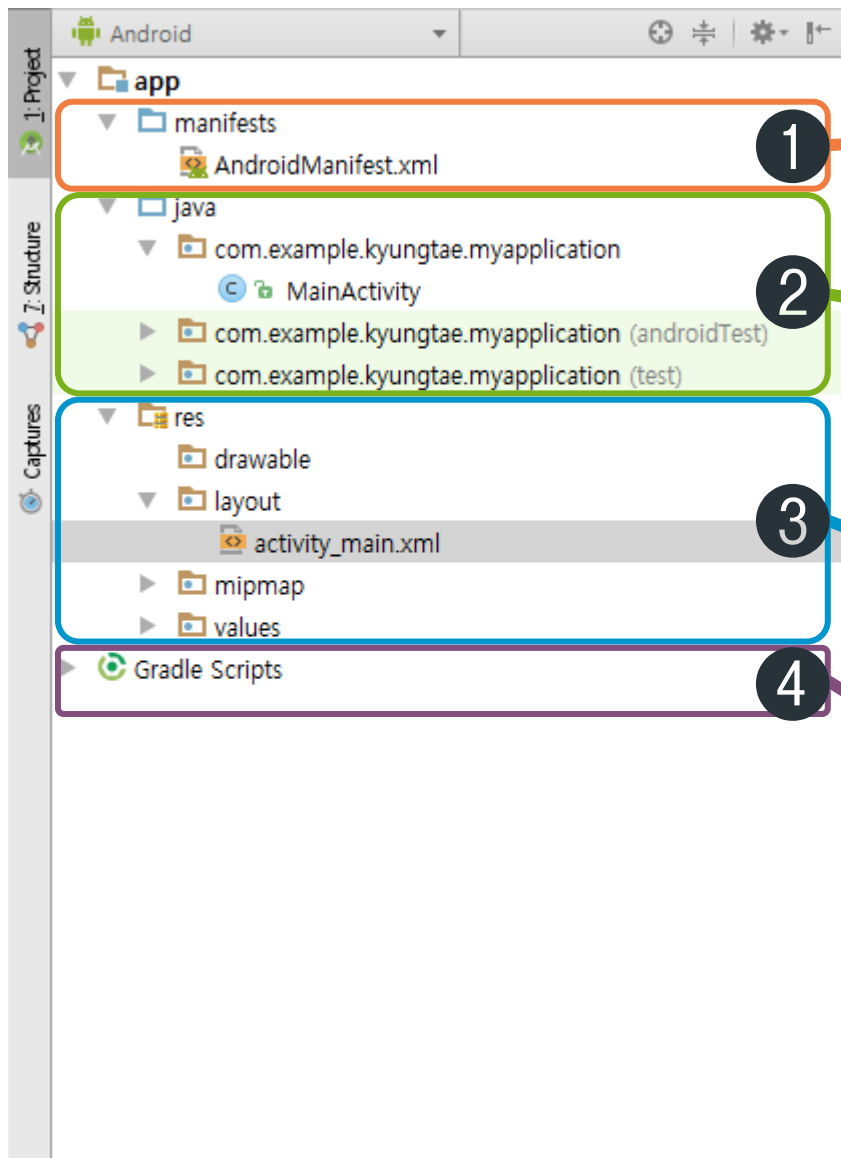 Android
1: Project
7: Structure
Captures
app
manifests
AndroidManifest.xml
1
java
com.example.kyungtae.myapplication
MainActivity
2
com.example.kyungtae.myapplication (androidTest)
com.example.kyungtae.myapplication (test)
res
drawable
layout
3
activity_main.xml
mipmap
values
Gradle Scripts
4